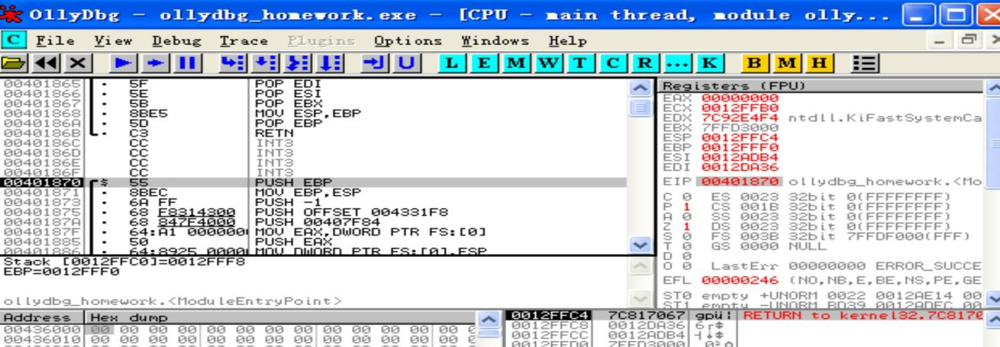 OllyDbg - ollydbg_homework.exe - [CPU - main thread, module olly...
C File View Debug Trace Plugins Options Windows Help
L E M W T C R ... K B M H
00401865 . 5F POP EDI
00401866 . 5E POP ESI
00401867 . 5B POP EBX
00401868 . 8BE5 MOV ESP,EBP
0040186A . 5D POP EBP
0040186B . C3 RETN
0040186C CC INT3
0040186D CC INT3
0040186E CC INT3
0040186F CC INT3
00401870 $ 55 PUSH EBP
00401871 . 8BEC MOV EBP,ESP
00401873 . 6A FF PUSH -1
00401875 . 68 F8314300 PUSH OFFSET 004331F8
0040187A . 68 847F4000 PUSH 00407F84
0040187F . 64:A1 0000000 MOV EAX,DWORD PTR FS:[0]
00401885 . 50 PUSH EAX
00401886 . 64:8925 0000 MOV DWORD PTR FS:[0],ESP
Stack [0012FFC0]=0012FFF8
EBP=0012FFF0
ollydbg_homework.<ModuleEntryPoint>
Registers (FPU)
EAX 00000000
ECX 0012FFB0
EDX 7C92E4F4 ntdll.KiFastSystemCa
EBX 7FFD3000
ESP 0012FFC4
EBP 0012FFF0
ESI 0012ADB4
EDI 0012DA36
EIP 00401870 ollydbg_homework.<Mo
C 0 ES 0023 32bit 0(FFFFFFFF)
P 1 CS 001B 32bit 0(FFFFFFFF)
A 0 SS 0023 32bit 0(FFFFFFFF)
Z 1 DS 0023 32bit 0(FFFFFFFF)
S 0 FS 003B 32bit 7FFDF000(FFF)
T 0 GS 0000 NULL
D 0
O 0 LastErr 00000000 ERROR_SUCCE
EFL 00000246 (NO,NB,E,BE,NS,PE,GE
ST0 empty +UNORM 0022 0012AE14 00
ST1 empty -UNORM BD39 0012ADEC 00
Address Hex dump
00436000 00 00 00 00 00 00 00 00 00 00 00 00 00
00436010 00 00 00 00 00 00 00 00 00 00 00 00 00
0012FFC4 7C817067 gpü¦ RETURN to kernel32.7C8170
0012FFC8 0012DA36
0012FFCC 0012ADB4
0012FFD0 7FFD3000